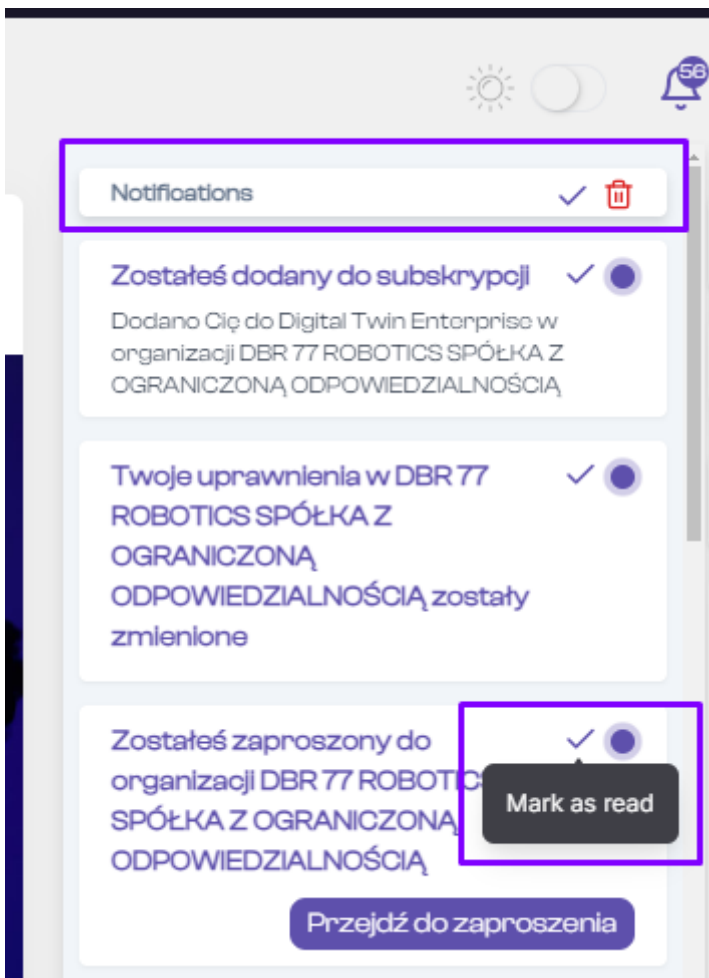 56
Notifications
Zostałeś dodany do subskrypcji
Dodano Cię do Digital Twin Enterprise w
organizacji DBR 77 ROBOTICS SPÓŁKA Z
OGRANICZONĄ ODPOWIEDZIALNOŚCIĄ
Twoje uprawnienia w DBR 77
ROBOTICS SPÓŁKA Z
OGRANICZONĄ
ODPOWIEDZIALNOŚCIĄ zostały
zmienione
Zostałeś zaproszony do
organizacji DBR 77 ROBOTIC
Mark as read
SPÓŁKA Z OGRANICZONĄ
ODPOWIEDZIALNOŚCIĄ
Przejdź do zaproszenia